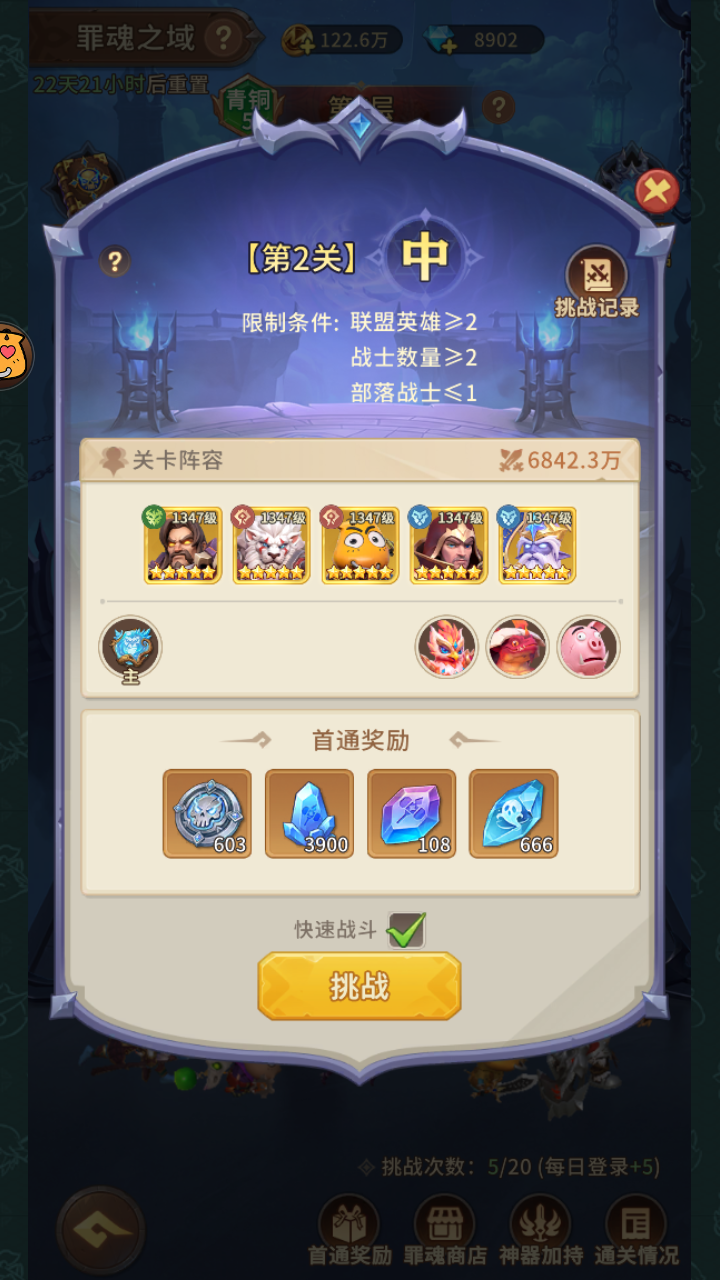 罪魂之域 ? 122.6万 8902
22天21小时后重置
青铜
5
第 层 ?
? 【第2关】 中
挑战记录
限制条件: 联盟英雄≥2
战士数量≥2
部落战士≤1
关卡阵容 6842.3万
1347级 1347级 1347级 1347级 1347级
主
首通奖励
603 3900 108 666
快速战斗
挑战
挑战次数: 5/20 (每日登录+5)
首通奖励 罪魂商店 神器加持 通关情况